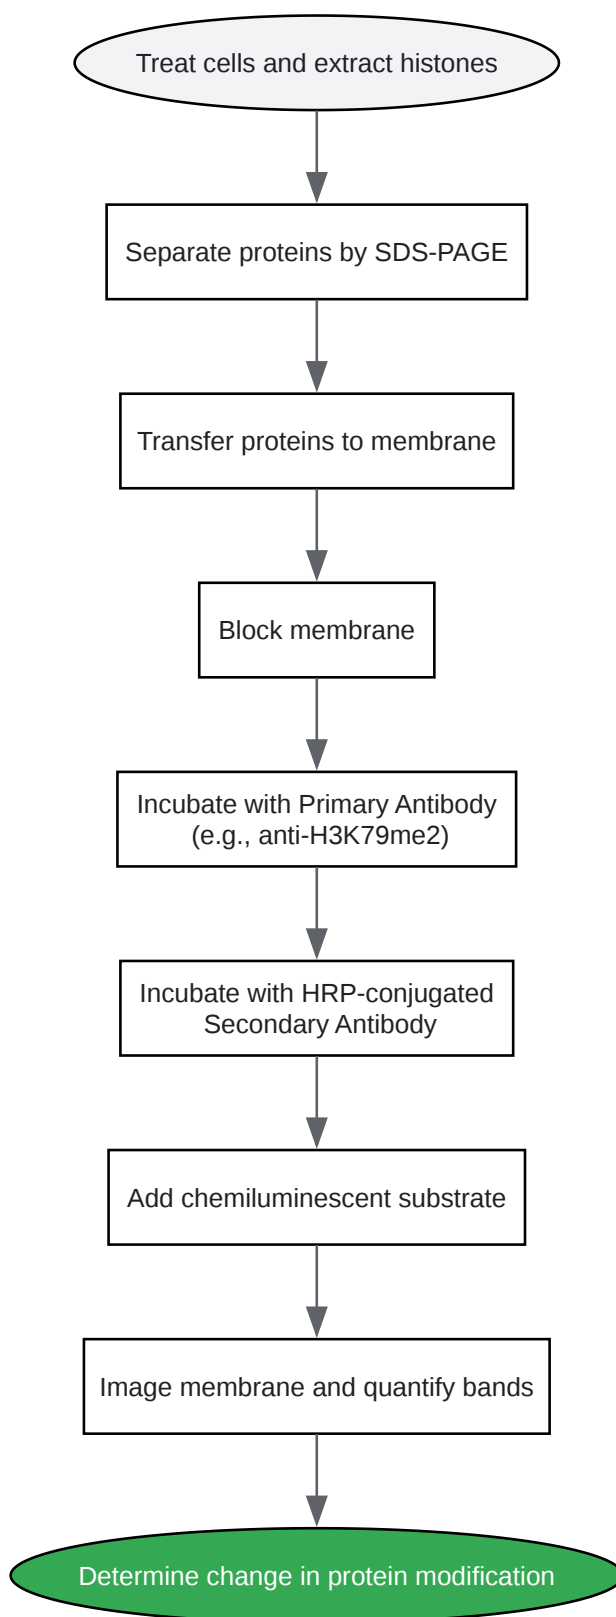 Treat cells and extract histones
Separate proteins by SDS-PAGE
Transfer proteins to membrane
Block membrane
Incubate with Primary Antibody
(e.g., anti-H3K79me2)
Incubate with HRP-conjugated
Secondary Antibody
Add chemiluminescent substrate
Image membrane and quantify bands
Determine change in protein modification